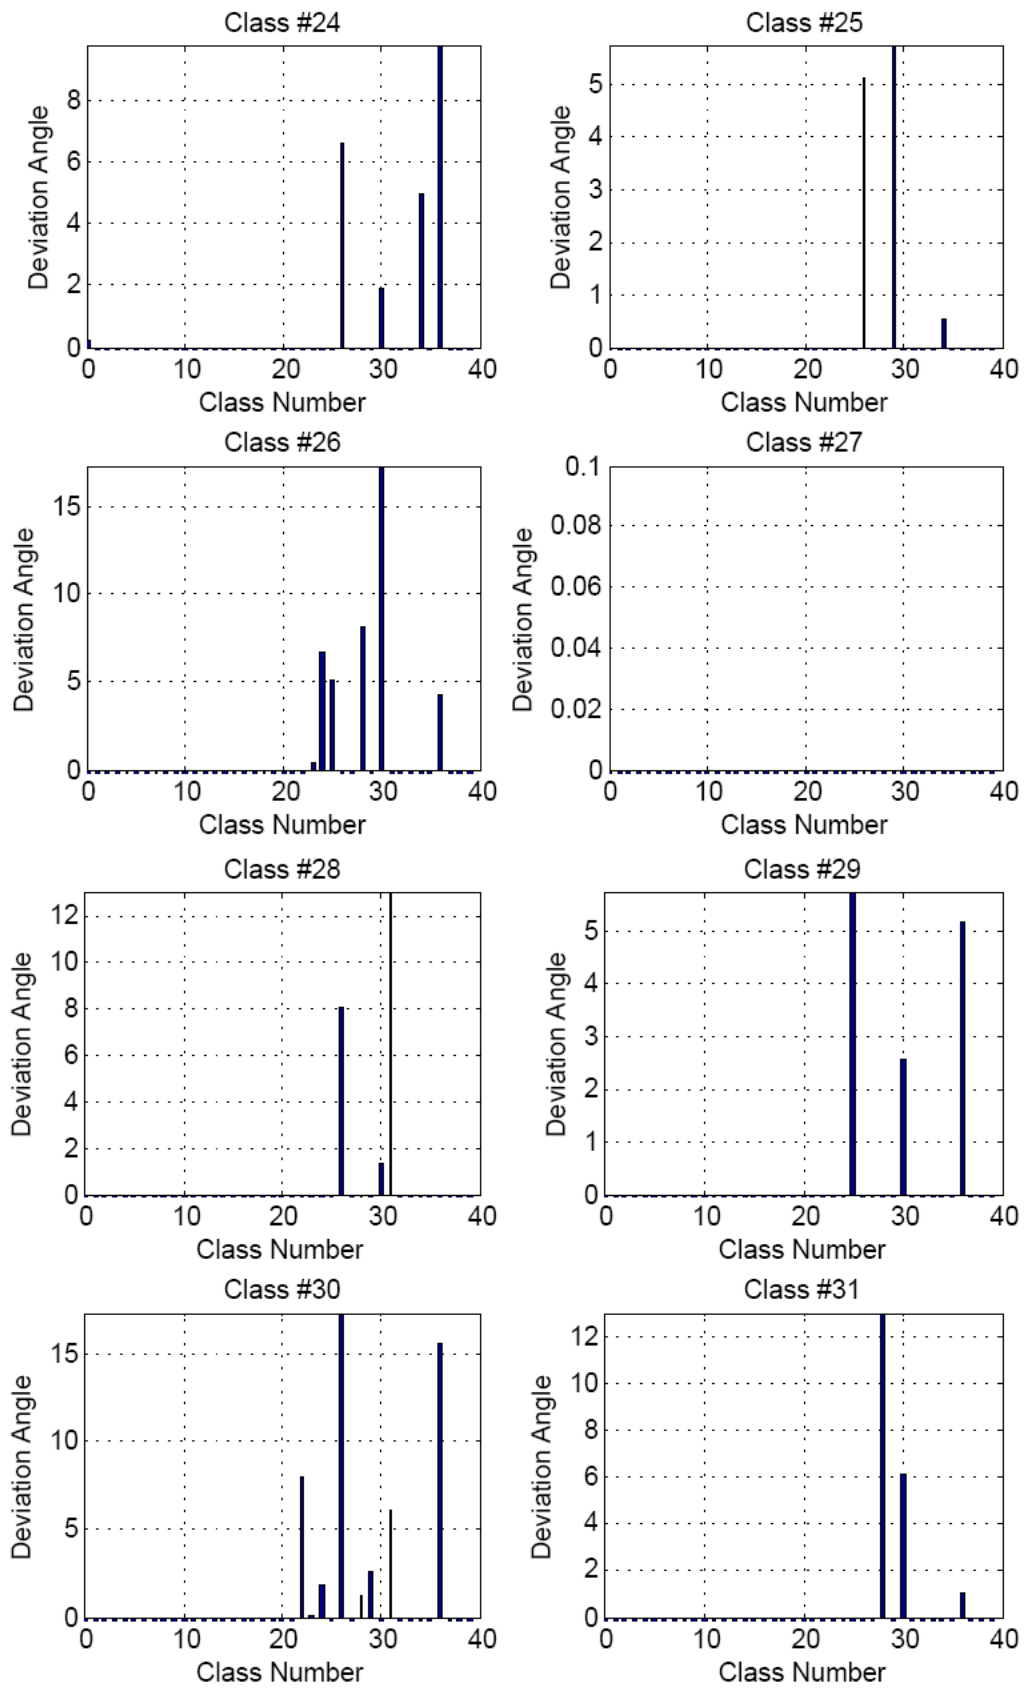 Class #24
Deviation Angle
8
6
4
2
0
0 10 20 30 40
Class Number
Class #25
Deviation Angle
5
4
3
2
1
0
0 10 20 30 40
Class Number
Class #26
Deviation Angle
15
10
5
0
0 10 20 30 40
Class Number
Class #27
Deviation Angle
0.1
0.08
0.06
0.04
0.02
0
0 10 20 30 40
Class Number
Class #28
Deviation Angle
12
10
8
6
4
2
0
0 10 20 30 40
Class Number
Class #29
Deviation Angle
5
4
3
2
1
0
0 10 20 30 40
Class Number
Class #30
Deviation Angle
15
10
5
0
0 10 20 30 40
Class Number
Class #31
Deviation Angle
12
10
8
6
4
2
0
0 10 20 30 40
Class Number